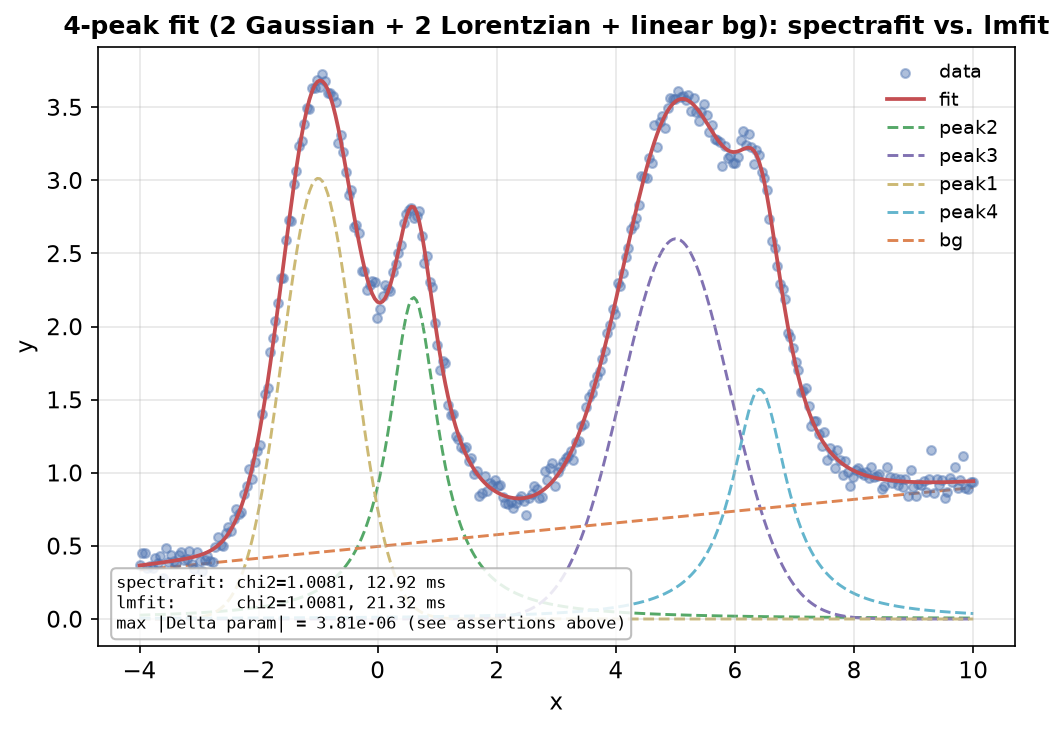 4-peak fit (2 Gaussian + 2 Lorentzian + linear bg): spectrafit vs. lmfit
data
fit
peak2
peak3
peak1
peak4
bg
y
3.5
3.0
2.5
2.0
1.5
1.0
0.5
0.0
spectrafit: chi2=1.0081, 12.92 ms
lmfit:      chi2=1.0081, 21.32 ms
max |Delta param| = 3.81e-06 (see assertions above)
−4 −2 0 2 4 6 8 10
x